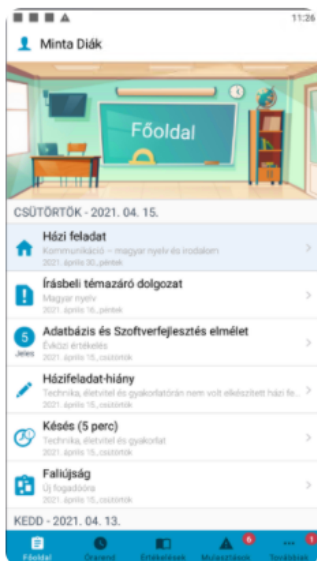 11:26
Minta Diák
Főoldal
CSÜTÖRTÖK - 2021. 04. 15.
Házi feladat
Kommunikáció – magyar nyelv és irodalom
2021. április 30., péntek
Írásbeli témazáró dolgozat
Magyar nyelv
2021. április 16., péntek
5
Jeles
Adatbázis és Szoftverfejlesztés elmélet
Évközi értékelés
2021. április 15., csütörtök
Házifeladat-hiány
Technika, életvitel és gyakorlatórán nem volt elkészített házi fe...
2021. április 15., csütörtök
Késés (5 perc)
Technika, életvitel és gyakorlat
2021. április 15., csütörtök
Faliújság
Új fogadóóra
2021. április 15., csütörtök
KEDD - 2021. 04. 13.
6
1
Főoldal
Órarend
Értékelések
Mulasztások
Továbbiak